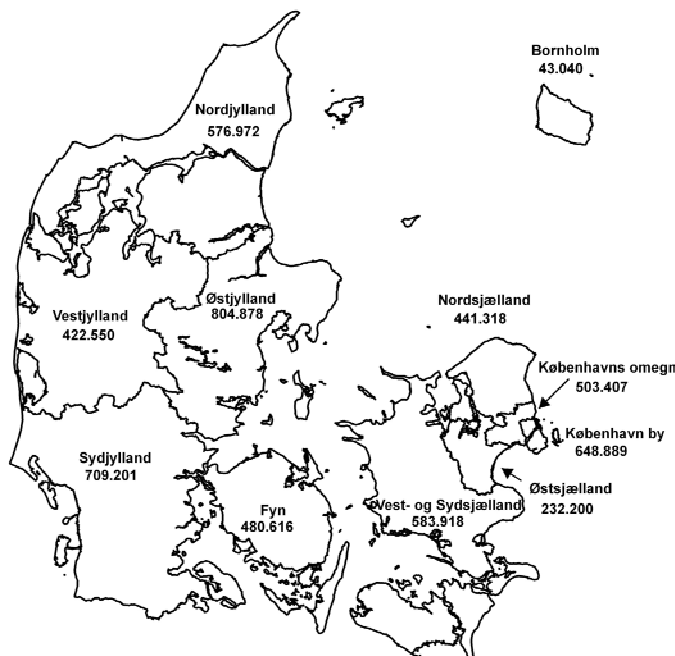 Bornholm
43.040
Nordjylland
576.972
Østjylland
804.878
Vestjylland
422.550
Nordsjælland
441.318
Københavns omegn
503.407
København by
648.889
Sydjylland
709.201
Østsjælland
232.200
Fyn
480.616
Vest- og Sydsjælland
583.918